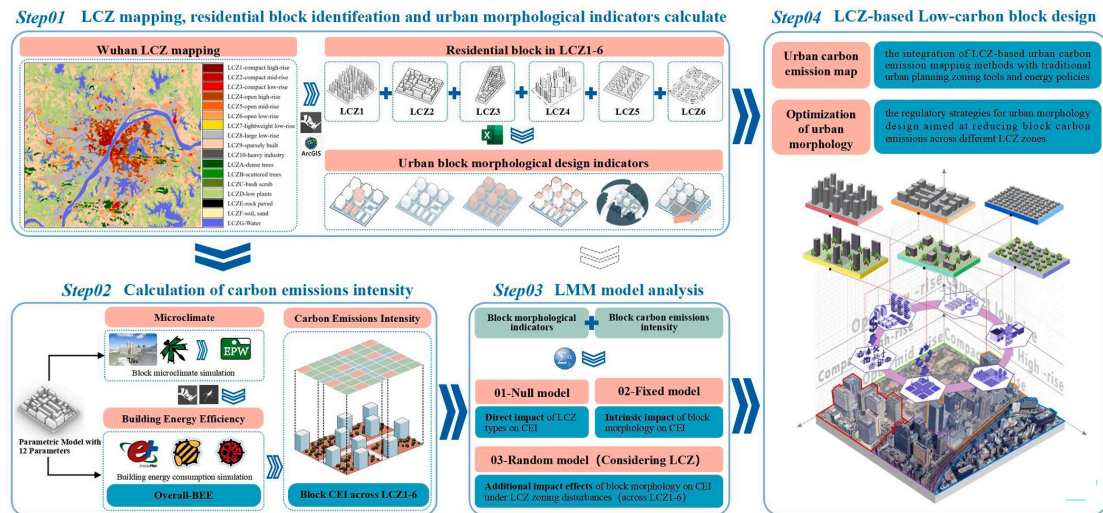 Step01 LCZ mapping, residential block identifeation and urban morphological indicators calculate
Wuhan LCZ mapping
LCZ1-compact high-rise
LCZ2-compact mid-rise
LCZ3-compact low-rise
LCZ4-open high-rise
LCZ5-open mid-rise
LCZ6-open low-rise
LCZ7-lightweight low-rise
LCZ8-large low-rise
LCZ9-sparsely built
LCZ10-heavy industry
LCZA-dense trees
LCZB-scattered trees
LCZC-bush scrub
LCZD-low plants
LCZE-rock paved
LCZF-soil, sand
LCZG-Water
ArcGIS
Residential block in LCZ1-6
LCZ1
LCZ2
LCZ3
LCZ4
LCZ5
LCZ6
Urban block morphological design indicators
Step02 Calculation of carbon emissions intensity
Parametric Model with
12 Parameters
Microclimate
EPW
Block microclimate simulation
Building Energy Efficiency
Building energy consumption simulation
Overall-BEE
Carbon Emissions Intensity
Block CEI across LCZ1-6
Step03 LMM model analysis
Block morphological
indicators
Block carbon emissions
intensity
01-Null model
Direct impact of LCZ
types on CEI
02-Fixed model
Intrinsic impact of block
morphology on CEI
03-Random model（Considering LCZ）
Additional impact effects of block morphology on CEI
under LCZ zoning disturbances（across LCZ1-6）
Step04 LCZ-based Low-carbon block design
Urban carbon
emission map
the integration of LCZ-based urban carbon
emission mapping methods with traditional
urban planning zoning tools and energy policies
Optimization
of urban
morphology
the regulatory strategies for urban morphology
design aimed at reducing block carbon
emissions across different LCZ zones